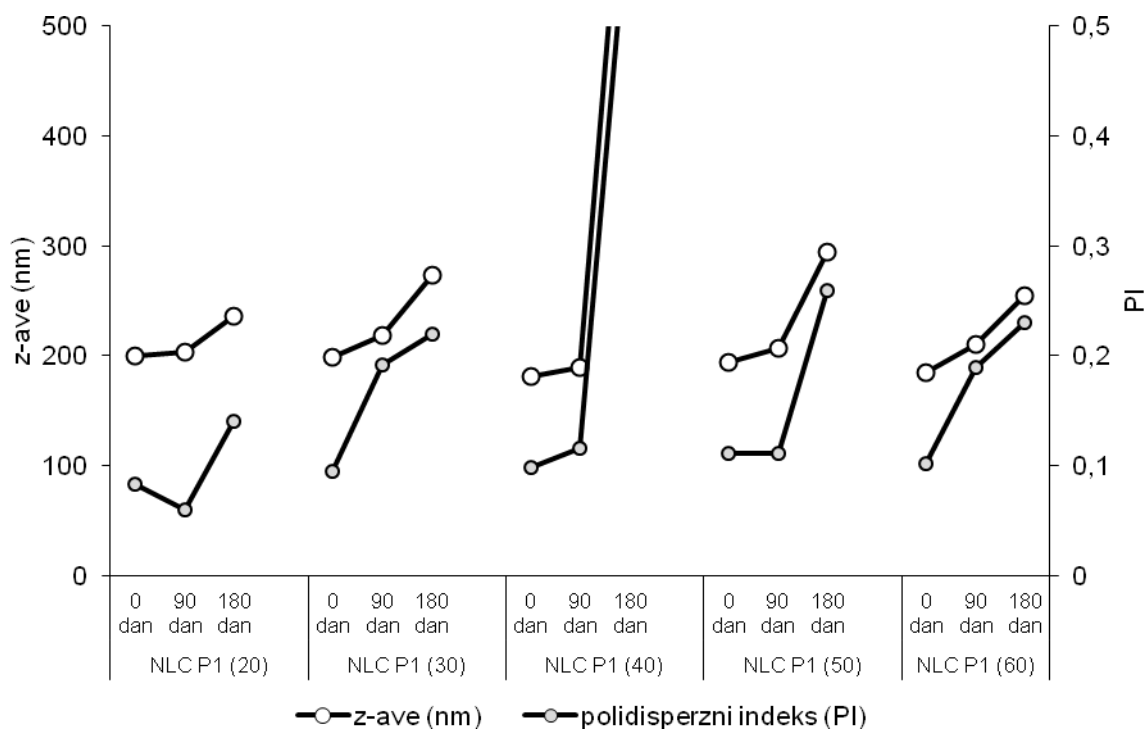 500
400
300
200
100
0
z-ave (nm)
0,5
0,4
0,3
0,2
0,1
0
PI
0 90 180 0 90 180 0 90 180 0 90 180 0 90 180
dan dan dan dan dan dan dan dan dan dan dan dan dan dan dan
NLC P1 (20) NLC P1 (30) NLC P1 (40) NLC P1 (50) NLC P1 (60)
z-ave (nm) polidisperzni indeks (PI)